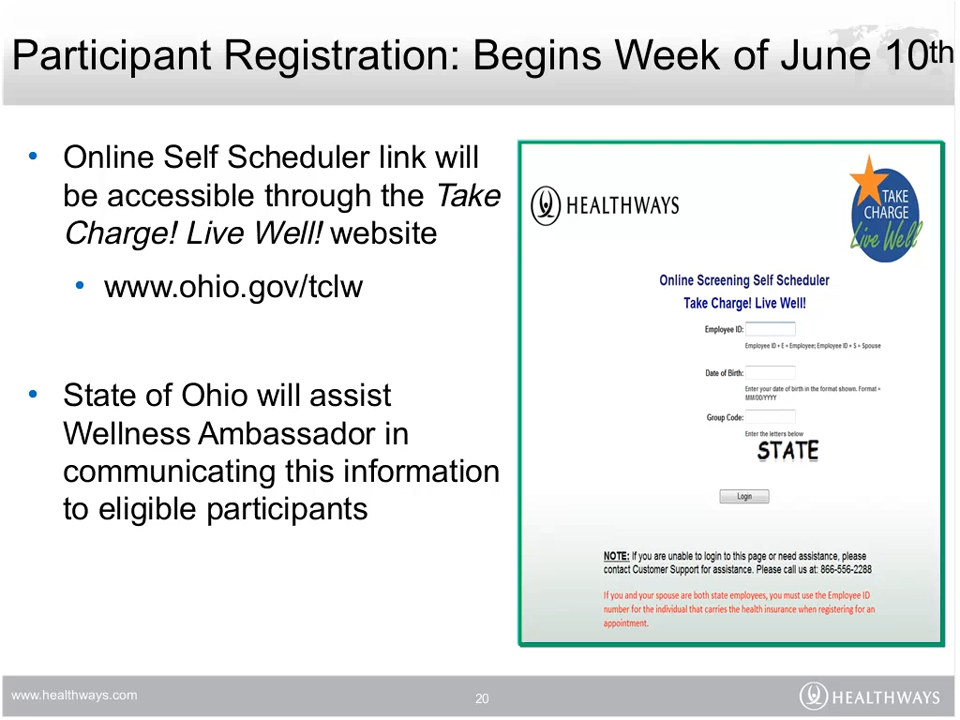 Participant Registration: Begins Week of June 10th
• Online Self Scheduler link will
be accessible through the Take
Charge! Live Well! website
• www.ohio.gov/tclw
• State of Ohio will assist
Wellness Ambassador in
communicating this information
to eligible participants
HEALTHWAYS
TAKE
CHARGE
Live Well
Online Screening Self Scheduler
Take Charge! Live Well!
Employee ID:
Employee ID + E = Employee; Employee ID + S = Spouse
Date of Birth:
Enter your date of birth in the format shown. Format =
MM/DD/YYYY
Group Code:
Enter the letters below
STATE
Login
NOTE: If you are unable to login to this page or need assistance, please
contact Customer Support for assistance. Please call us at: 866-556-2288
If you and your spouse are both state employees, you must use the Employee ID
number for the individual that carries the health insurance when registering for an
appointment.
www.healthways.com
20
HEALTHWAYS